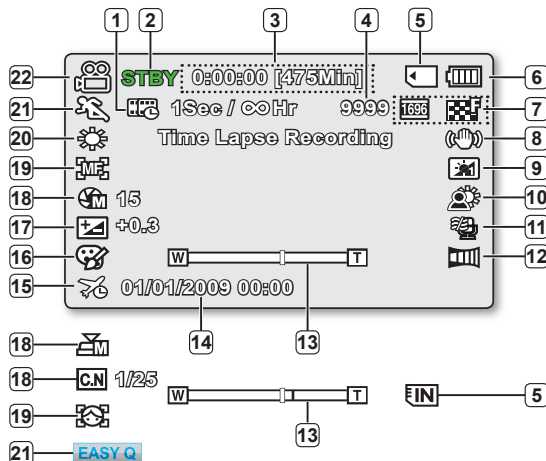 1 2 3 4 5
22 STBY 0:00:00 [475Min] 6
21 1Sec / ∞Hr 9999 1696 F 7
20 Time Lapse Recording 8
19 MF 9
18 M 15 10
17 +0.3 11
16 W T 12
15 01/01/2009 00:00
14 13
18 M
18 C.N 1/25 W T IN 5
19 13
21 EASY Q